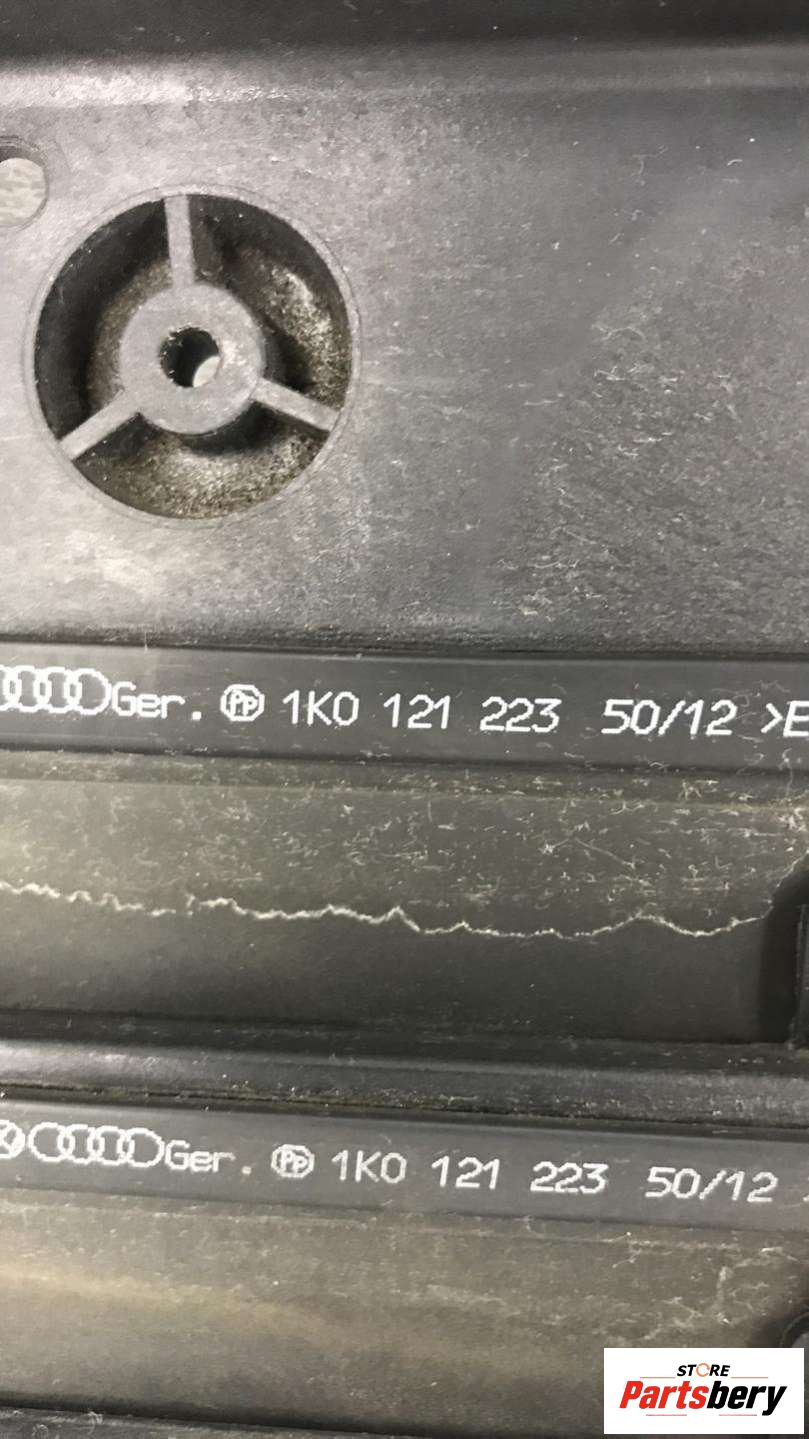 Ger. PP 1K0 121 223 50/12 >E
Ger. PP 1K0 121 223 50/12
STORE
Partsbery